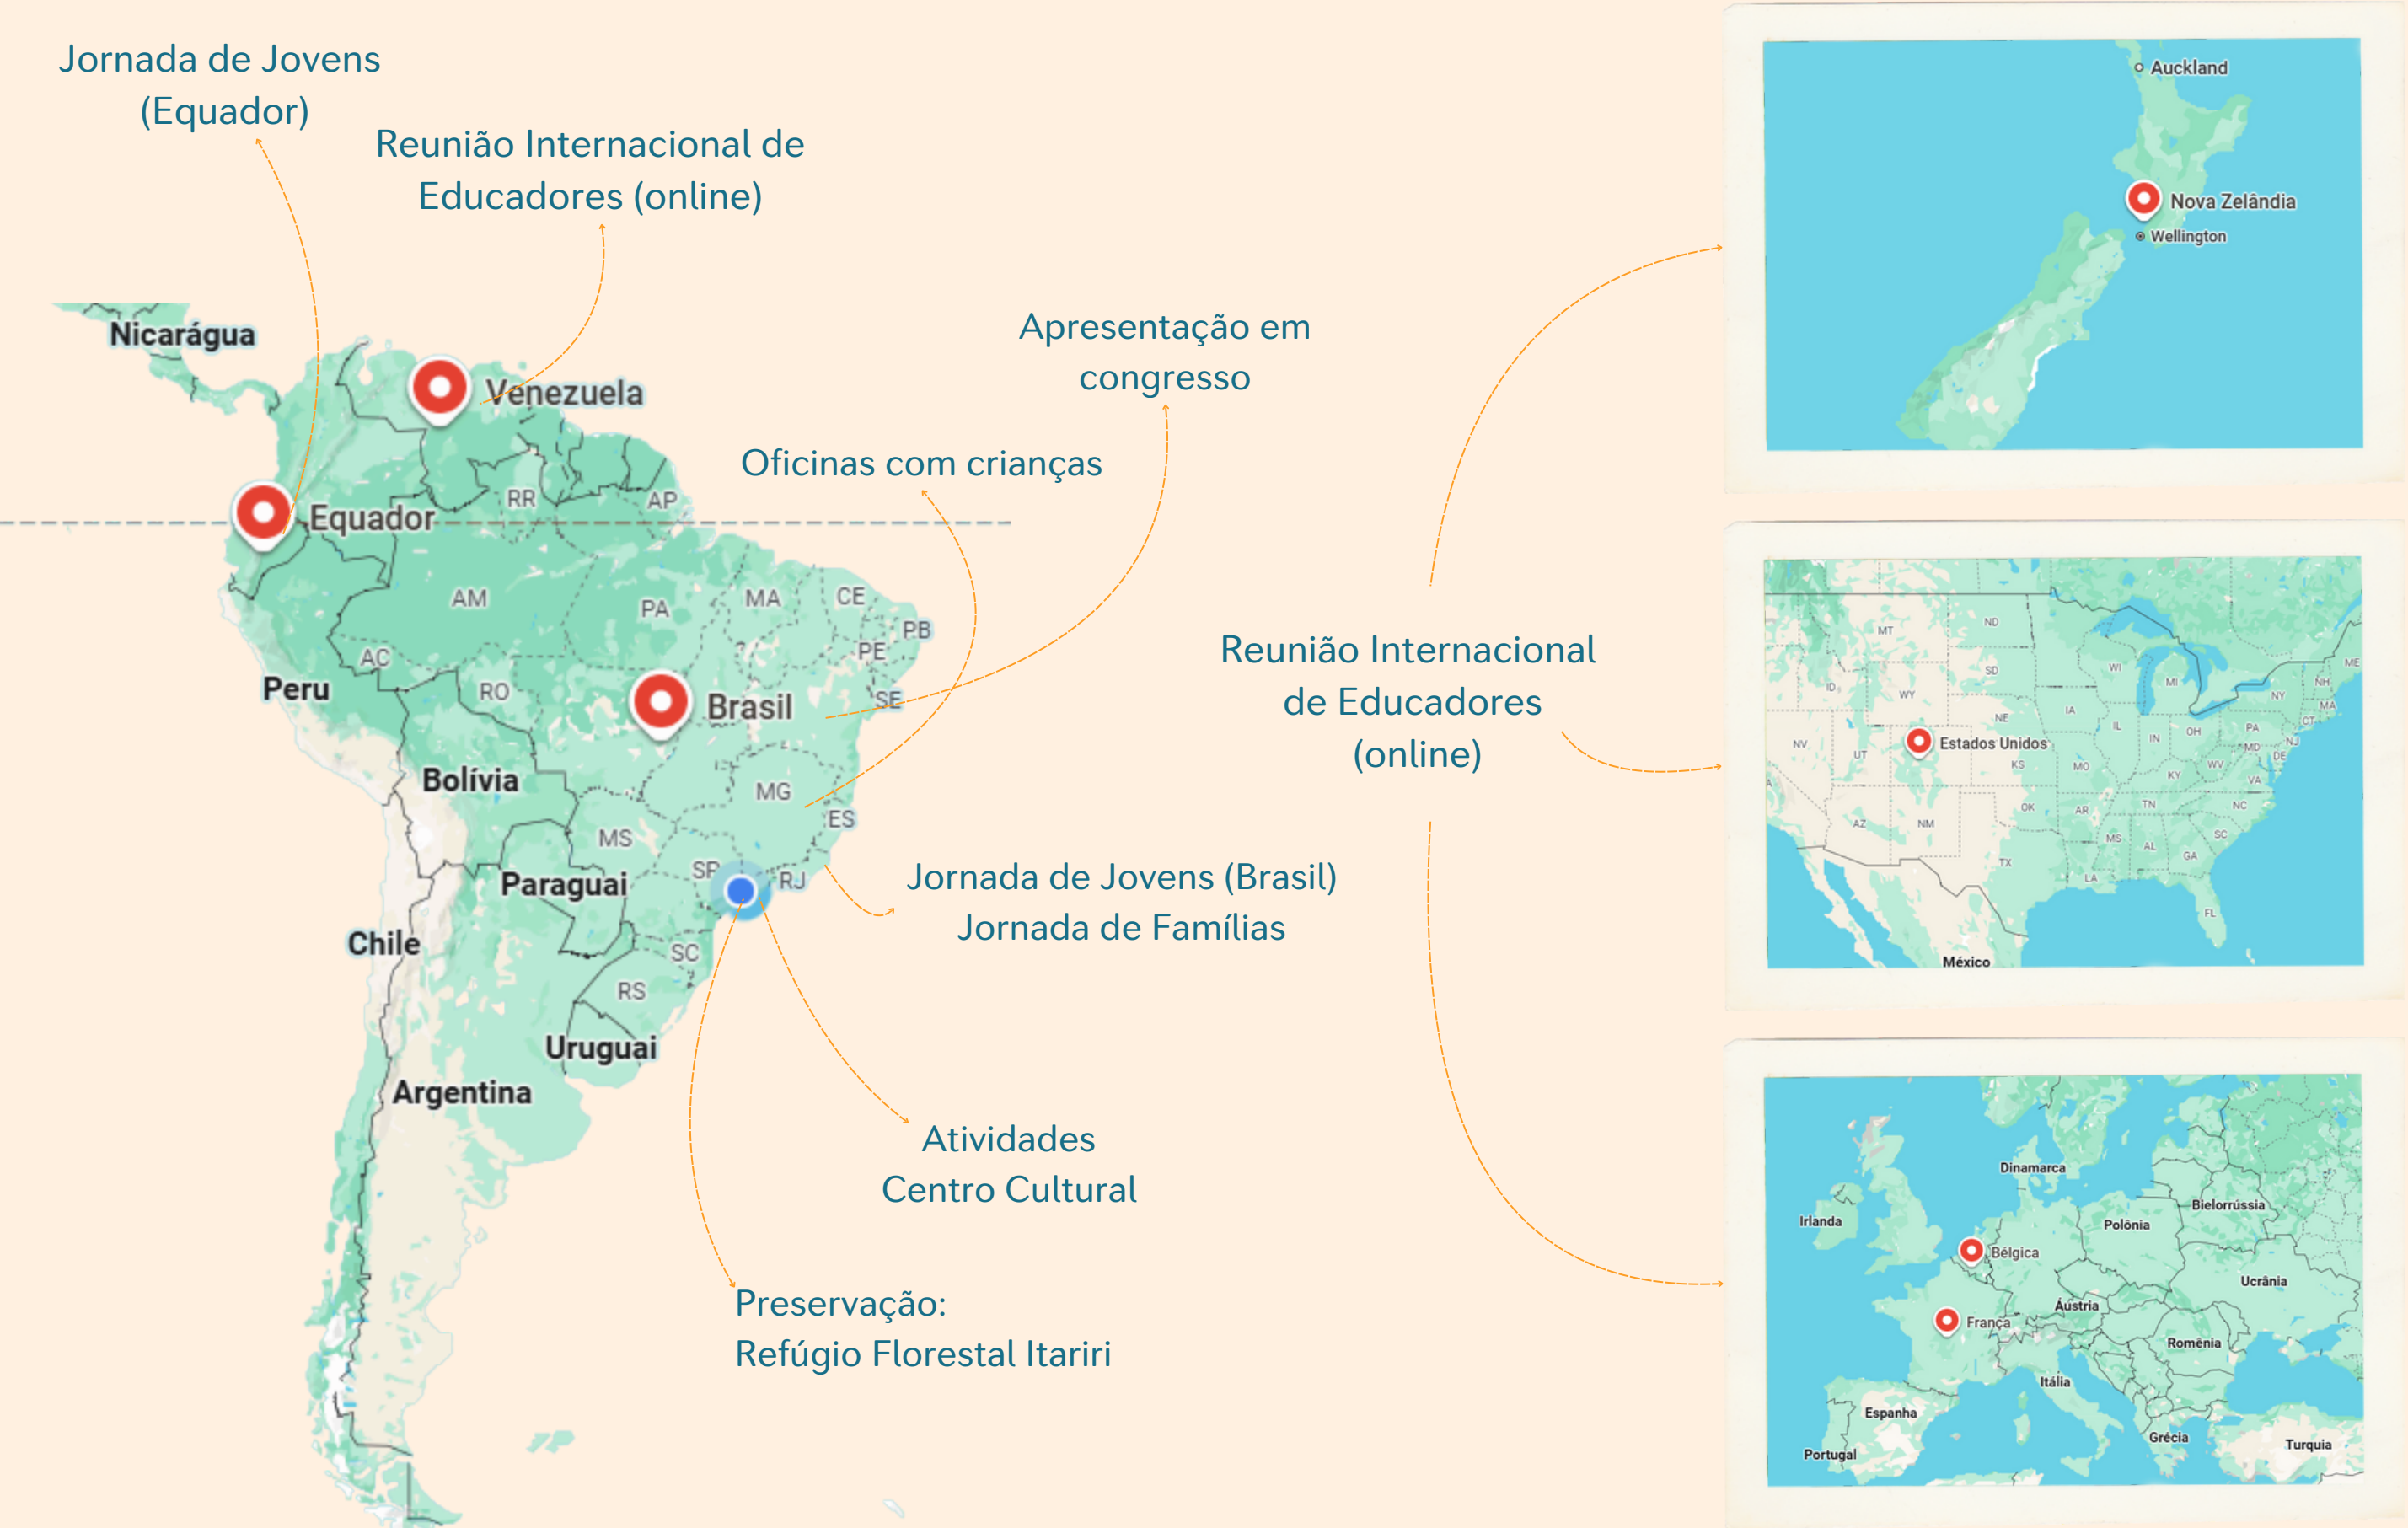 Jornada de Jovens
(Equador)
Reunião Internacional de
Educadores (online)
Apresentação em
congresso
Oficinas com crianças
Nicarágua
Venezuela
Equador
RR
AP
AM
PA
MA
CE
PB
PE
AC
RO
SE
Peru
Brasil
Bolívia
MG
ES
MS
SP
RJ
Paraguai
Chile
SC
RS
Uruguai
Argentina
Jornada de Jovens (Brasil)
Jornada de Famílias
Atividades
Centro Cultural
Preservação:
Refúgio Florestal Itariri
Reunião Internacional
de Educadores
(online)
Auckland
Nova Zelândia
Wellington
MT
ND
ID
SD
WY
WI
MI
ME
NH
NY
MA
CT
NE
IA
IL
IN
OH
PA
NJ
MD
DE
NV
UT
Estados Unidos
KS
MO
KY
WV
VA
A
AZ
NM
OK
AR
TN
NC
MS
AL
SC
GA
TX
LA
FL
México
Dinamarca
Irlanda
Polônia
Bielorrússia
Bélgica
Ucrânia
Áustria
França
Romênia
Itália
Espanha
Grécia
Portugal
Turquia